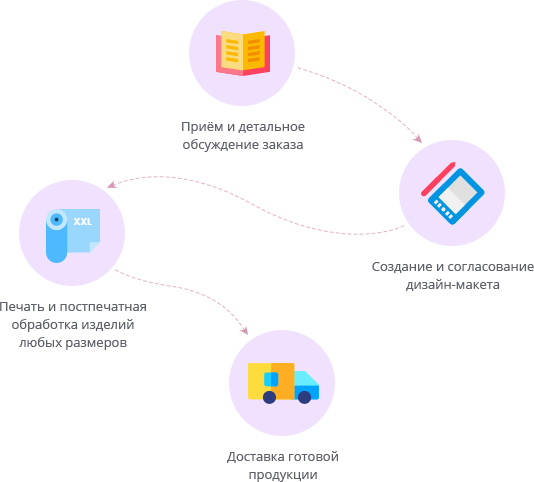 Приём и детальное
обсуждение заказа
Создание и согласование
дизайн-макета
XXL
Печать и постпечатная
обработка изделий
любых размеров
Доставка готовой
продукции